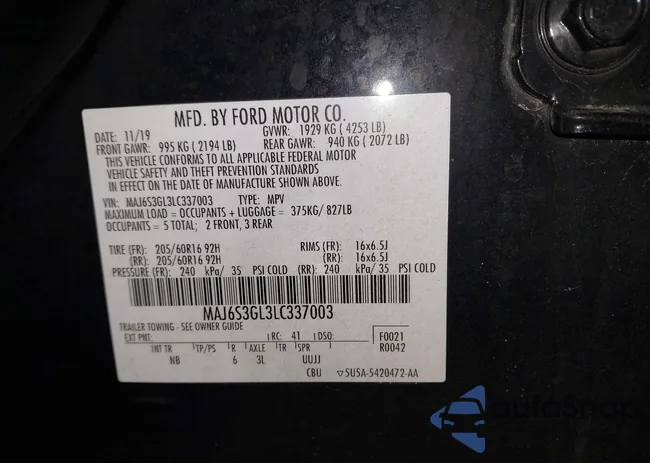 MFD. BY FORD MOTOR CO.
DATE: 11/19 GVWR: 1929 KG ( 4253 LB)
FRONT GAWR: 995 KG ( 2194 LB) REAR GAWR: 940 KG ( 2072 LB)
THIS VEHICLE CONFORMS TO ALL APPLICABLE FEDERAL MOTOR
VEHICLE SAFETY AND THEFT PREVENTION STANDARDS
IN EFFECT ON THE DATE OF MANUFACTURE SHOWN ABOVE.
VIN: MAJ6S3GL3LC337003 TYPE: MPV
MAXIMUM LOAD = OCCUPANTS + LUGGAGE = 375KG/ 827LB
OCCUPANTS = 5 TOTAL; 2 FRONT, 3 REAR
TIRE (FR): 205/60R16 92H RIMS (FR): 16x6.5J
(RR): 205/60R16 92H (RR): 16x6.5J
PRESSURE (FR): 240 kPa/ 35 PSI COLD (RR): 240 kPa/ 35 PSI COLD
MAJ6S3GL3LC337003
TRAILER TOWING - SEE OWNER GUIDE
EXT PNT: RC: 41 DSO: F0021
R0042
INT TR TP/PS R AXLE TR SPR
NB 6 3L UUJJ
CBU ▽SU5A-5420472-AA
autoSnap